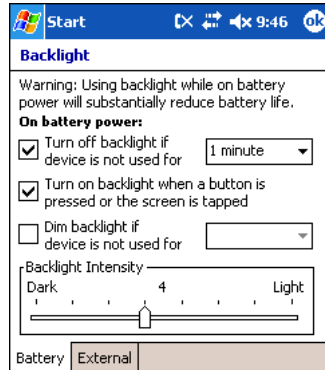 Start 9:46 ok
Backlight
Warning: Using backlight while on battery
power will substantially reduce battery life.
On battery power:
Turn off backlight if
device is not used for 1 minute
Turn on backlight when a button is
pressed or the screen is tapped
Dim backlight if
device is not used for
Backlight Intensity
Dark 4 Light
Battery External